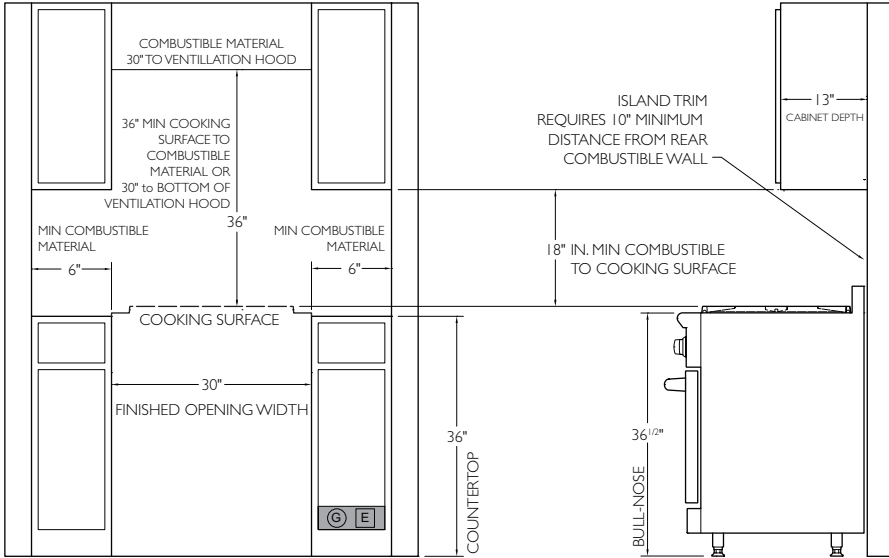 COMBUSTIBLE MATERIAL
30" TO VENTILLATION HOOD
36" MIN COOKING
SURFACE TO
COMBUSTIBLE
MATERIAL OR
30" to BOTTOM OF
VENTILATION HOOD
36"
MIN COMBUSTIBLE
MATERIAL
6"
MIN COMBUSTIBLE
MATERIAL
6"
COOKING SURFACE
30"
FINISHED OPENING WIDTH
G E
36"
COUNTERTOP
ISLAND TRIM
REQUIRES 10" MINIMUM
DISTANCE FROM REAR
COMBUSTIBLE WALL
13"
CABINET DEPTH
18" IN. MIN COMBUSTIBLE
TO COOKING SURFACE
36 1/2"
BULL-NOSE